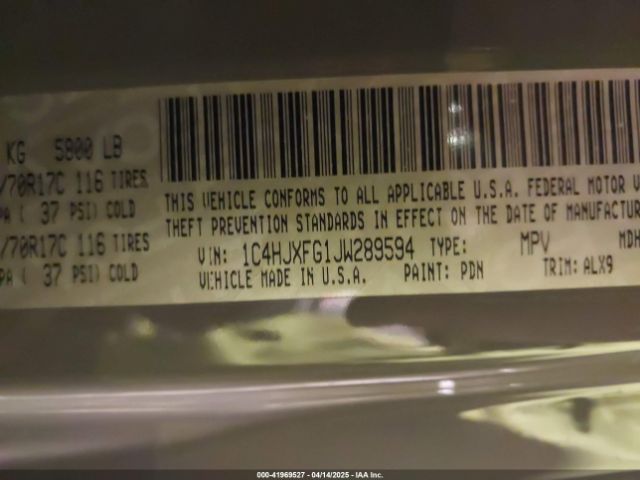 KG 5800 LB
/70R17C 116 TIRES
PA ( 37 PSI) COLD
/70R17C 116 TIRES
PA ( 37 PSI) COLD
THIS VEHICLE CONFORMS TO ALL APPLICABLE U.S.A. FEDERAL MOTOR V
THEFT PREVENTION STANDARDS IN EFFECT ON THE DATE OF MANUFACTUR
VIN: 1C4HJXFG1JW289594 TYPE: MPV MDH
VEHICLE MADE IN U.S.A. PAINT: PDN TRIM: ALX9
000-41969527 - 04/14/2025 - IAA Inc.